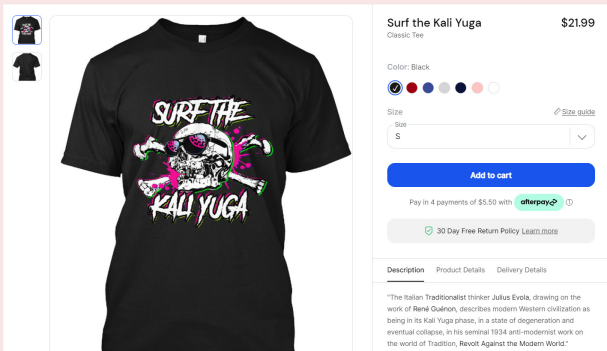 SURF THE
KALI YUGA
Surf the Kali Yuga
$21.99
Classic Tee
Color: Black
Size
Size guide
Size
S
Add to cart
Pay in 4 payments of $5.50 with afterpay
30 Day Free Return Policy Learn more
Description Product Details Delivery Details
"The Italian Traditionalist thinker Julius Evola, drawing on the
work of René Guénon, describes modern Western civilization as
being in its Kali Yuga phase, in a state of degeneration and
eventual collapse, in his seminal 1934 anti-modernist work on
the world of Tradition, Revolt Against the Modern World."